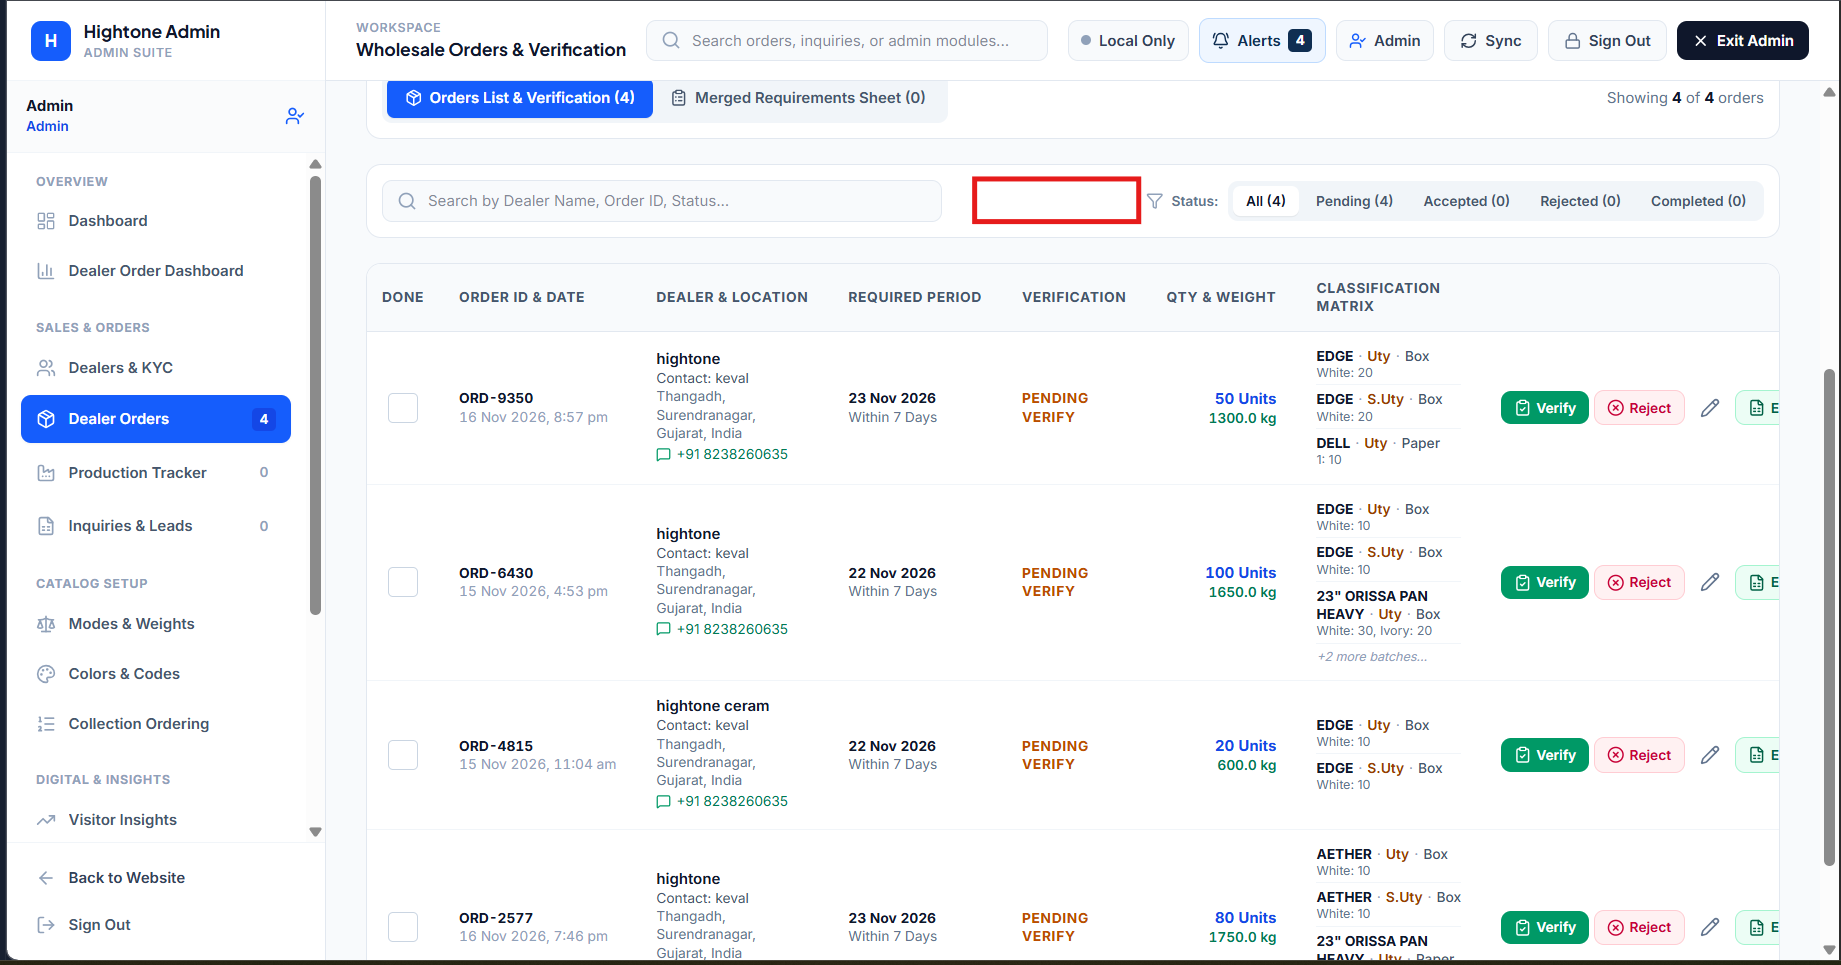 H
Hightone Admin
ADMIN SUITE
Admin
Admin
OVERVIEW
Dashboard
Dealer Order Dashboard
SALES & ORDERS
Dealers & KYC
Dealer Orders 4
Production Tracker 0
Inquiries & Leads 0
CATALOG SETUP
Modes & Weights
Colors & Codes
Collection Ordering
DIGITAL & INSIGHTS
Visitor Insights
Back to Website
Sign Out
WORKSPACE
Wholesale Orders & Verification
Search orders, inquiries, or admin modules...
Local Only
Alerts 4
Admin
Sync
Sign Out
Exit Admin
Orders List & Verification (4)
Merged Requirements Sheet (0)
Showing 4 of 4 orders
Search by Dealer Name, Order ID, Status...
Status:
All (4)
Pending (4)
Accepted (0)
Rejected (0)
Completed (0)
DONE
ORDER ID & DATE
DEALER & LOCATION
REQUIRED PERIOD
VERIFICATION
QTY & WEIGHT
CLASSIFICATION
MATRIX
ORD-9350
16 Nov 2026, 8:57 pm
hightone
Contact: keval
Thangadh,
Surendranagar,
Gujarat, India
+91 8238260635
23 Nov 2026
Within 7 Days
PENDING
VERIFY
50 Units
1300.0 kg
EDGE · Uty · Box
White: 20
EDGE · S.Uty · Box
White: 20
DELL · Uty · Paper
1: 10
Verify
Reject
E
ORD-6430
15 Nov 2026, 4:53 pm
hightone
Contact: keval
Thangadh,
Surendranagar,
Gujarat, India
+91 8238260635
22 Nov 2026
Within 7 Days
PENDING
VERIFY
100 Units
1650.0 kg
EDGE · Uty · Box
White: 10
EDGE · S.Uty · Box
White: 10
23" ORISSA PAN
HEAVY · Uty · Box
White: 30, Ivory: 20
+2 more batches...
Verify
Reject
E
ORD-4815
15 Nov 2026, 11:04 am
hightone ceram
Contact: keval
Thangadh,
Surendranagar,
Gujarat, India
+91 8238260635
22 Nov 2026
Within 7 Days
PENDING
VERIFY
20 Units
600.0 kg
EDGE · Uty · Box
White: 10
EDGE · S.Uty · Box
White: 10
Verify
Reject
E
ORD-2577
16 Nov 2026, 7:46 pm
hightone
Contact: keval
Thangadh,
Surendranagar,
Gujarat, India
23 Nov 2026
Within 7 Days
PENDING
VERIFY
80 Units
1750.0 kg
AETHER · Uty · Box
White: 10
AETHER · S.Uty · Box
White: 10
23" ORISSA PAN
HEAVY · Uty · Paper
Verify
Reject
E